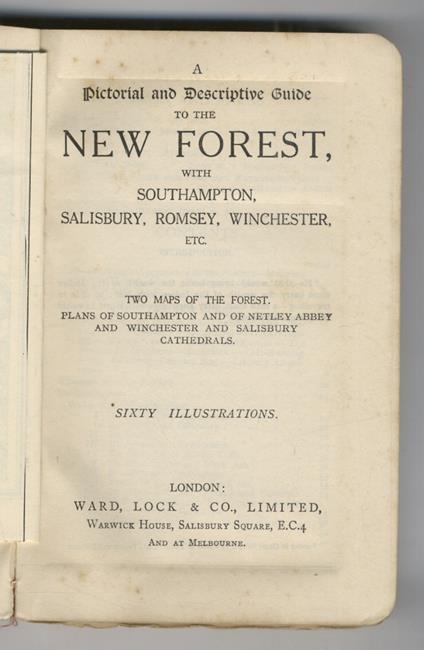 A
Pictorial and Descriptive Guide
TO THE
NEW FOREST,
WITH
SOUTHAMPTON,
SALISBURY, ROMSEY, WINCHESTER,
ETC.
TWO MAPS OF THE FOREST.
PLANS OF SOUTHAMPTON AND OF NETLEY ABBEY
AND WINCHESTER AND SALISBURY
CATHEDRALS.
SIXTY ILLUSTRATIONS.
LONDON:
WARD, LOCK & CO., LIMITED,
WARWICK HOUSE, SALISBURY SQUARE, E.C.4
AND AT MELBOURNE.